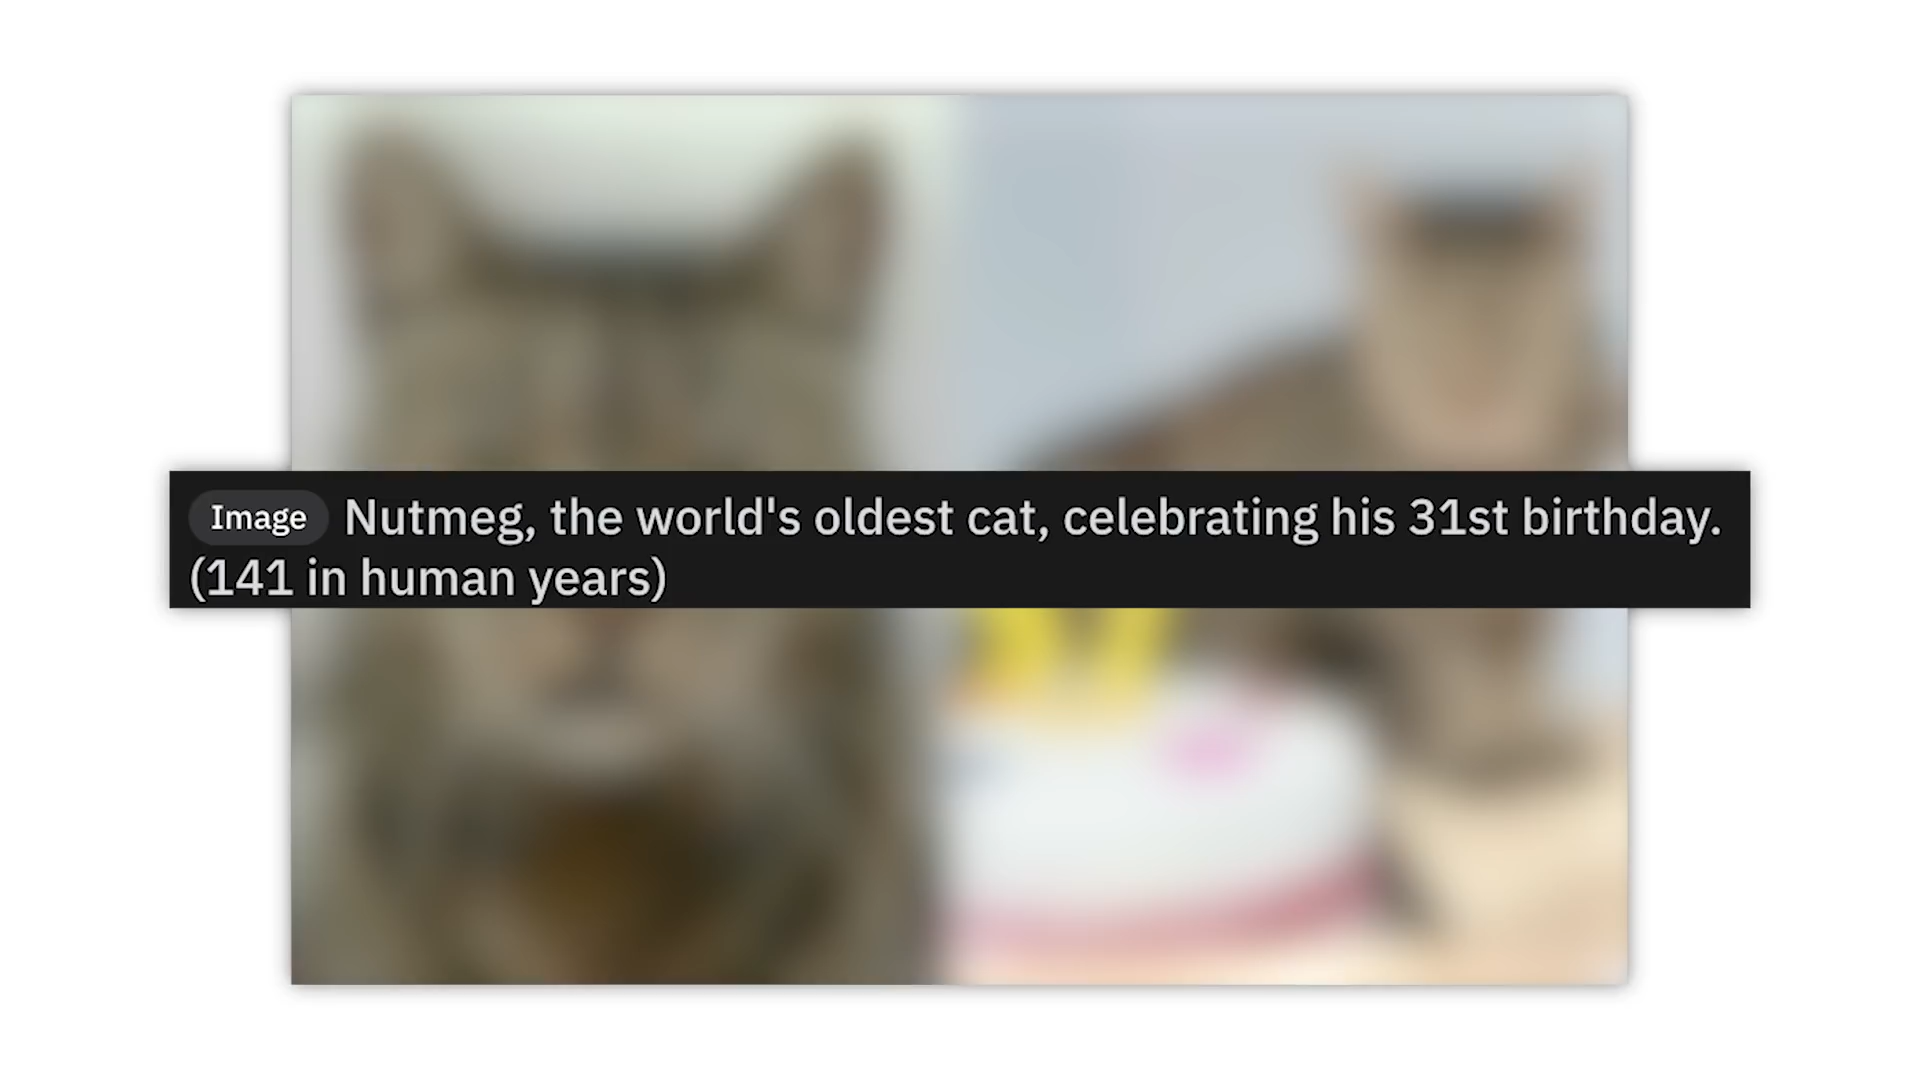 Image Nutmeg, the world's oldest cat, celebrating his 31st birthday.
(141 in human years)